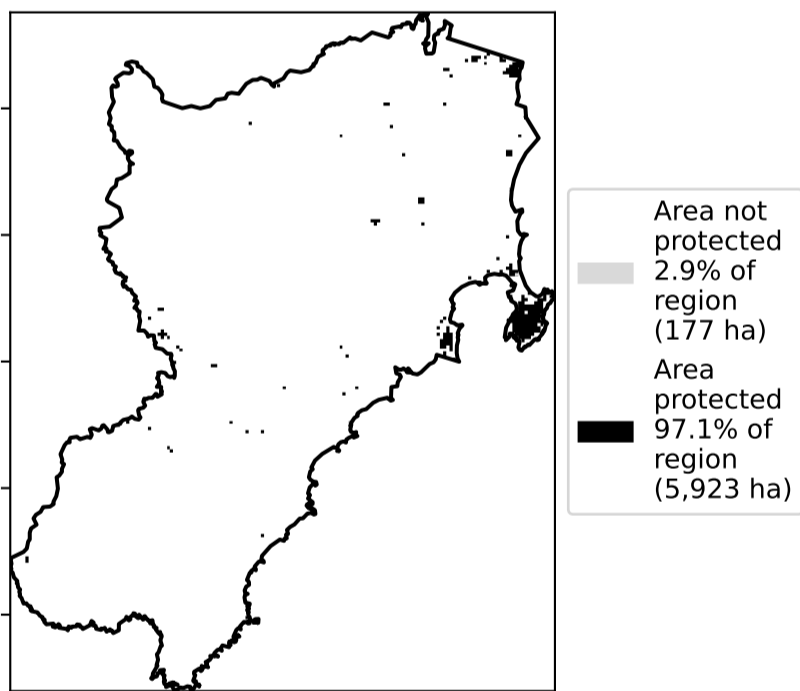 Area not
protected
2.9% of
region
(177 ha)
Area
protected
97.1% of
region
(5,923 ha)